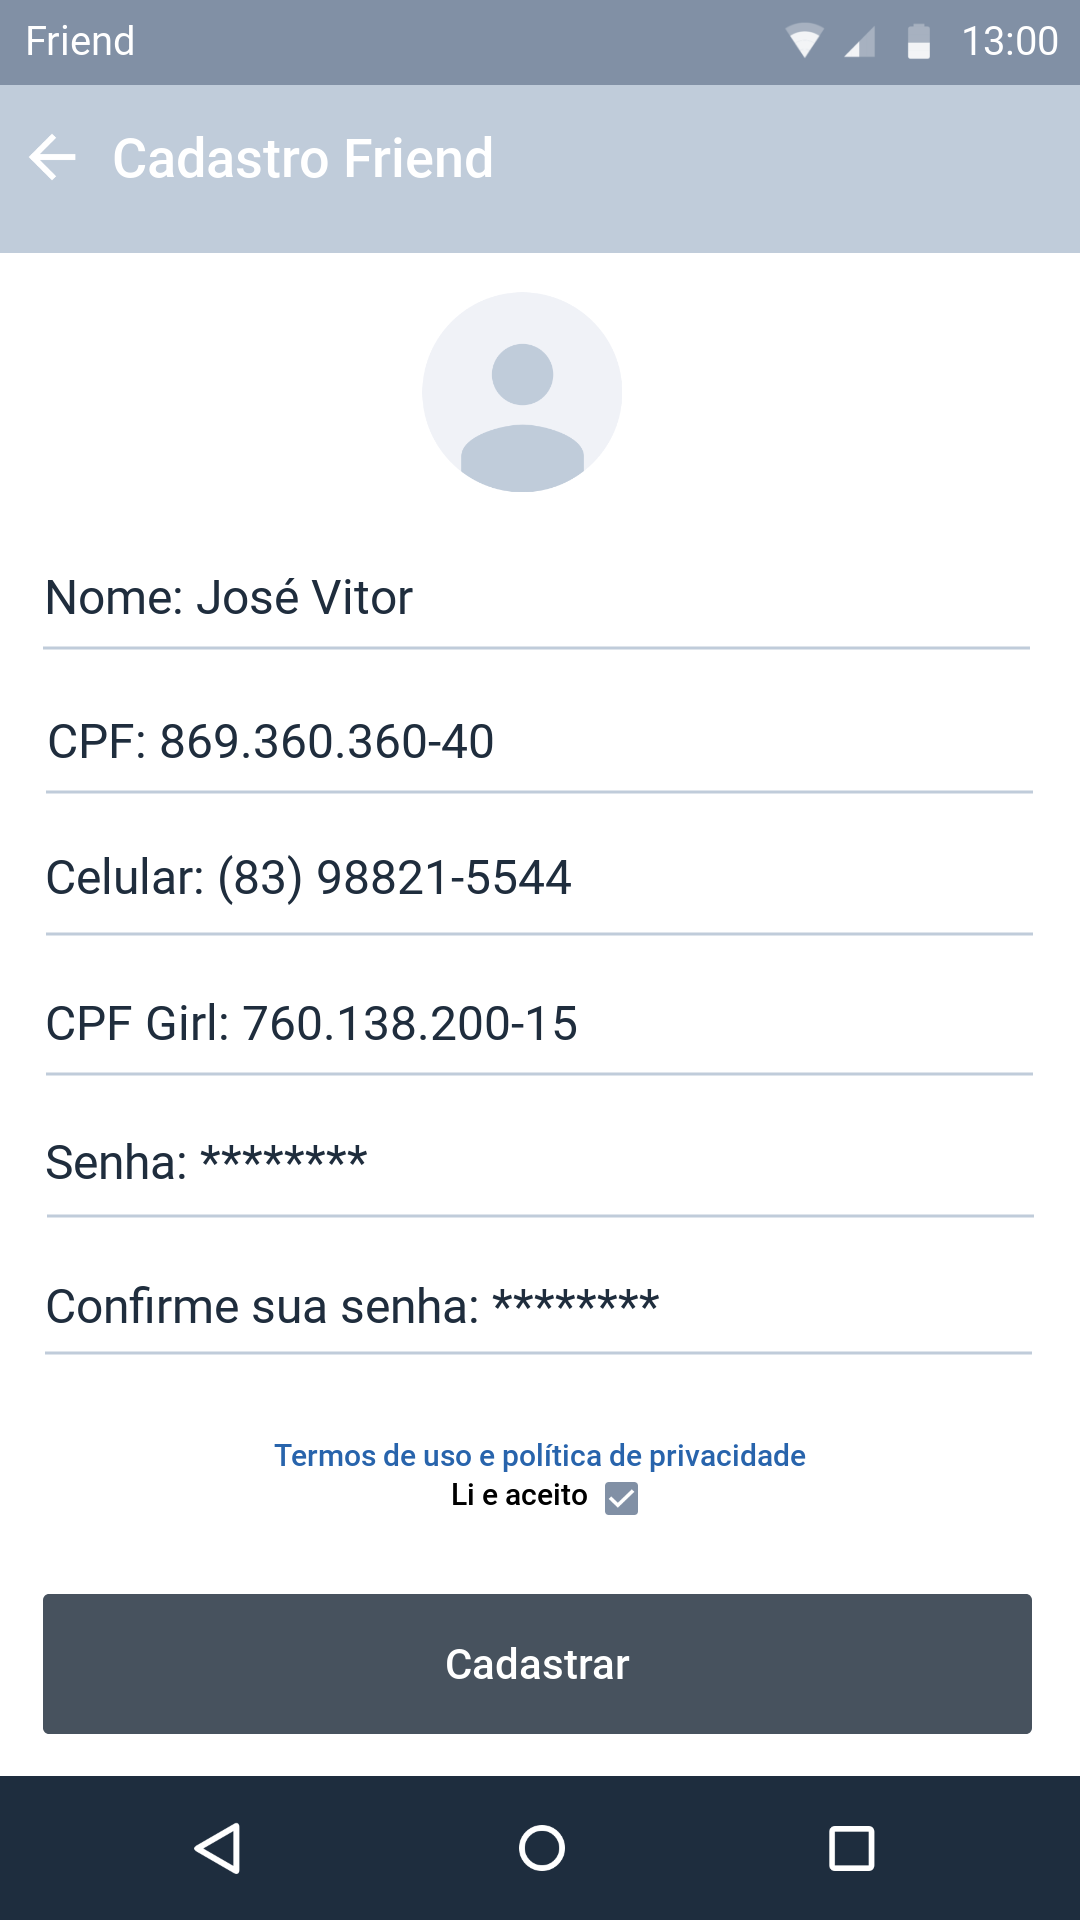 Friend 13:00
Cadastro Friend
Nome: José Vitor
CPF: 869.360.360-40
Celular: (83) 98821-5544
CPF Girl: 760.138.200-15
Senha: ********
Confirme sua senha: ********
Termos de uso e política de privacidade
Li e aceito
Cadastrar